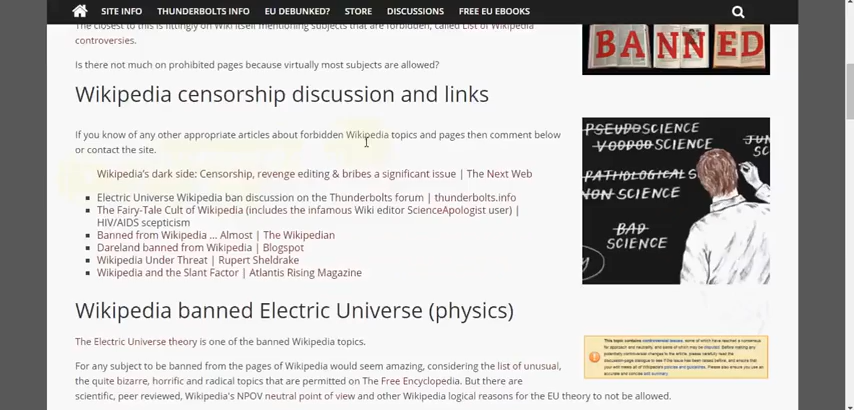 SITE INFO THUNDERBOLTS INFO EU DEBUNKED? STORE DISCUSSIONS FREE EU EBOOKS
The closest to this is fittingly on Wiki itself mentioning subjects that are forbidden, called List of Wikipedia
controversies.
Is there not much on prohibited pages because virtually most subjects are allowed?
BANNED
Wikipedia censorship discussion and links
If you know of any other appropriate articles about forbidden Wikipedia topics and pages then comment below
or contact the site.
Wikipedia's dark side: Censorship, revenge editing & bribes a significant issue | The Next Web
Electric Universe Wikipedia ban discussion on the Thunderbolts forum | thunderbolts.info
The Fairy-Tale Cult of Wikipedia (includes the infamous Wiki editor ScienceApologist user) |
HIV/AIDS scepticism
Banned from Wikipedia ... Almost | The Wikipedian
Dareland banned from Wikipedia | Blogspot
Wikipedia Under Threat | Rupert Sheldrake
Wikipedia and the Slant Factor | Atlantis Rising Magazine
PSEUDOSCIENCE
VOODOO SCIENCE
PATHOLOGICAL S
NON SCIENCE
BAD
SCIENCE
Wikipedia banned Electric Universe (physics)
The Electric Universe theory is one of the banned Wikipedia topics.
For any subject to be banned from the pages of Wikipedia would seem amazing, considering the list of unusual,
the quite bizarre, horrific and radical topics that are permitted on The Free Encyclopedia. But there are
scientific, peer reviewed, Wikipedia's NPOV neutral point of view and other Wikipedia logical reasons for the EU theory to not be allowed.